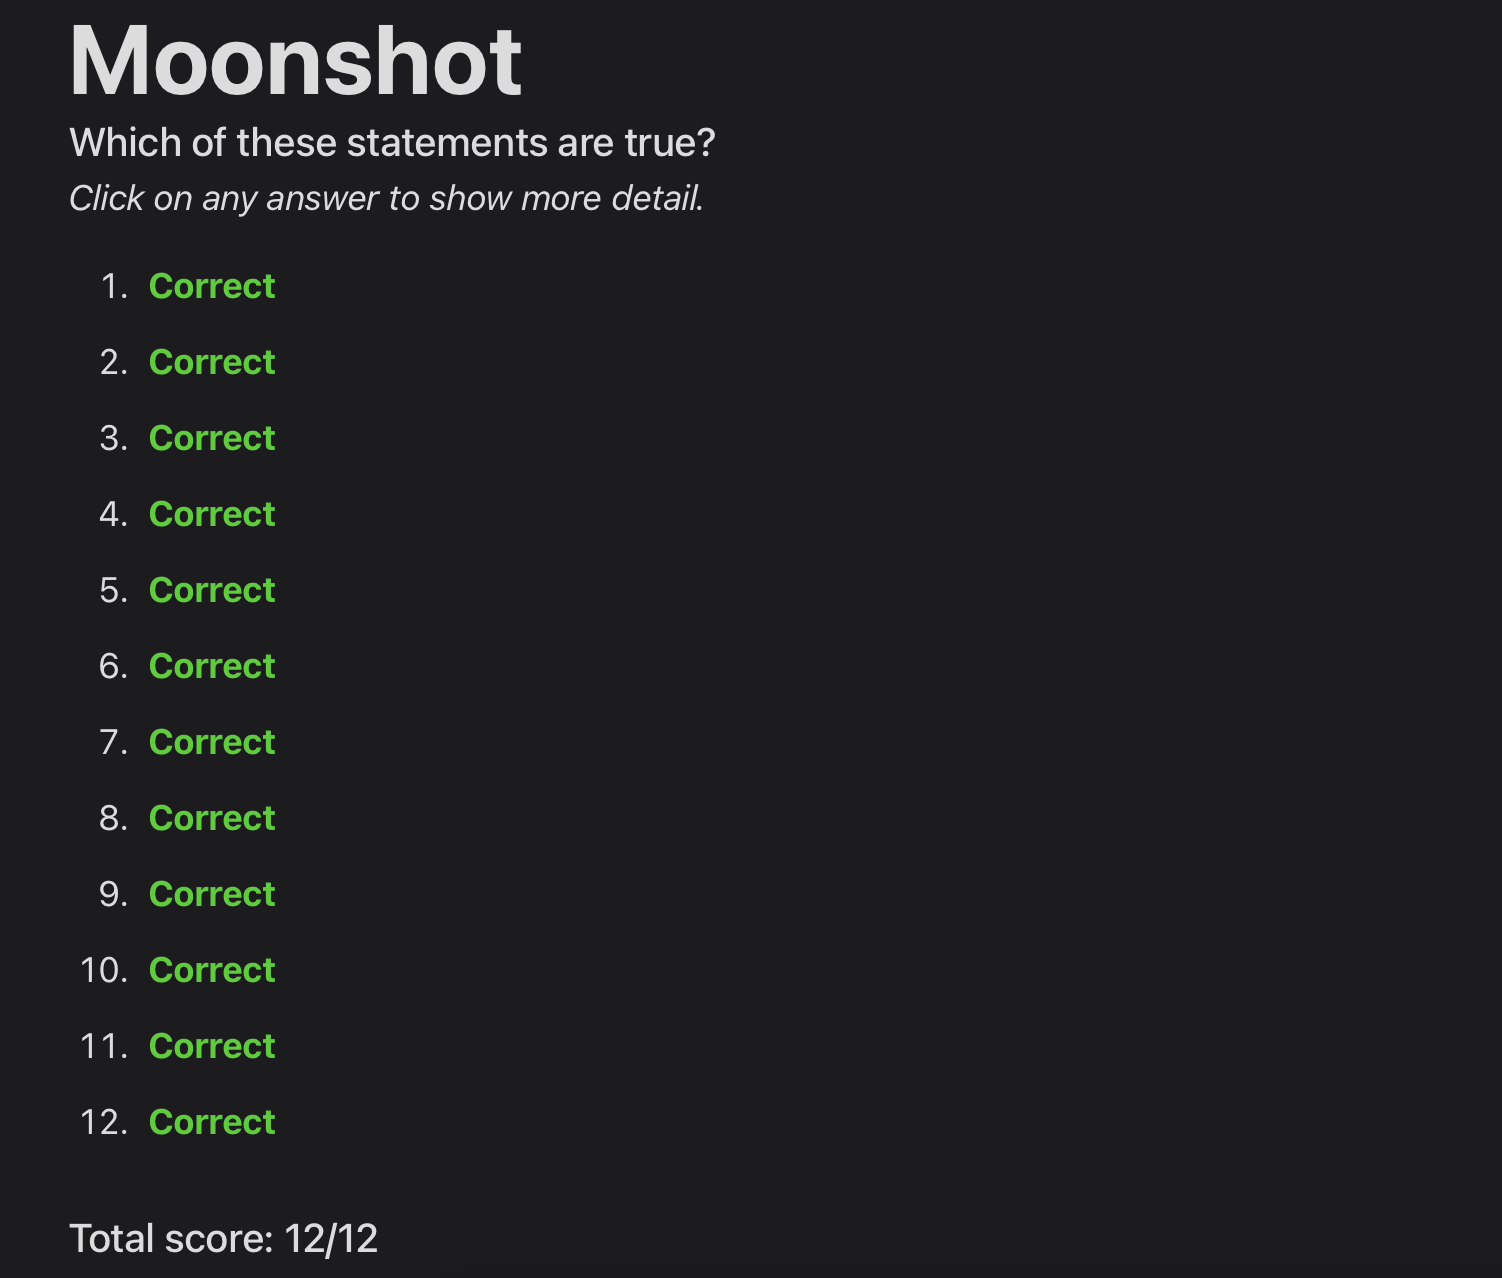 Moonshot
Which of these statements are true?
Click on any answer to show more detail.
1. Correct
2. Correct
3. Correct
4. Correct
5. Correct
6. Correct
7. Correct
8. Correct
9. Correct
10. Correct
11. Correct
12. Correct
Total score: 12/12